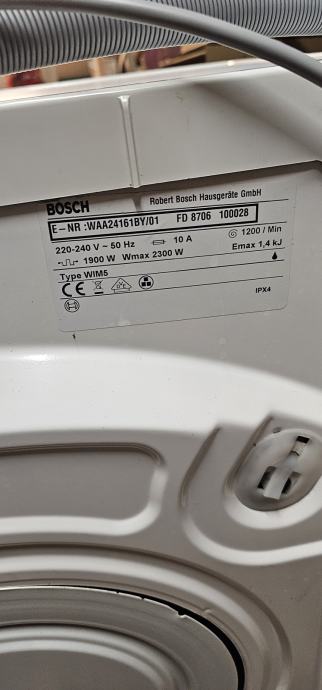 BOSCH
Robert Bosch Hausgeräte GmbH
E-NR :WAA24161BY/01 FD 8706 100028
220-240 V ~ 50 Hz 10 A 1200 / Min
1900 W Wmax 2300 W Emax 1,4 kJ
Type WIM5
CE
IPX4